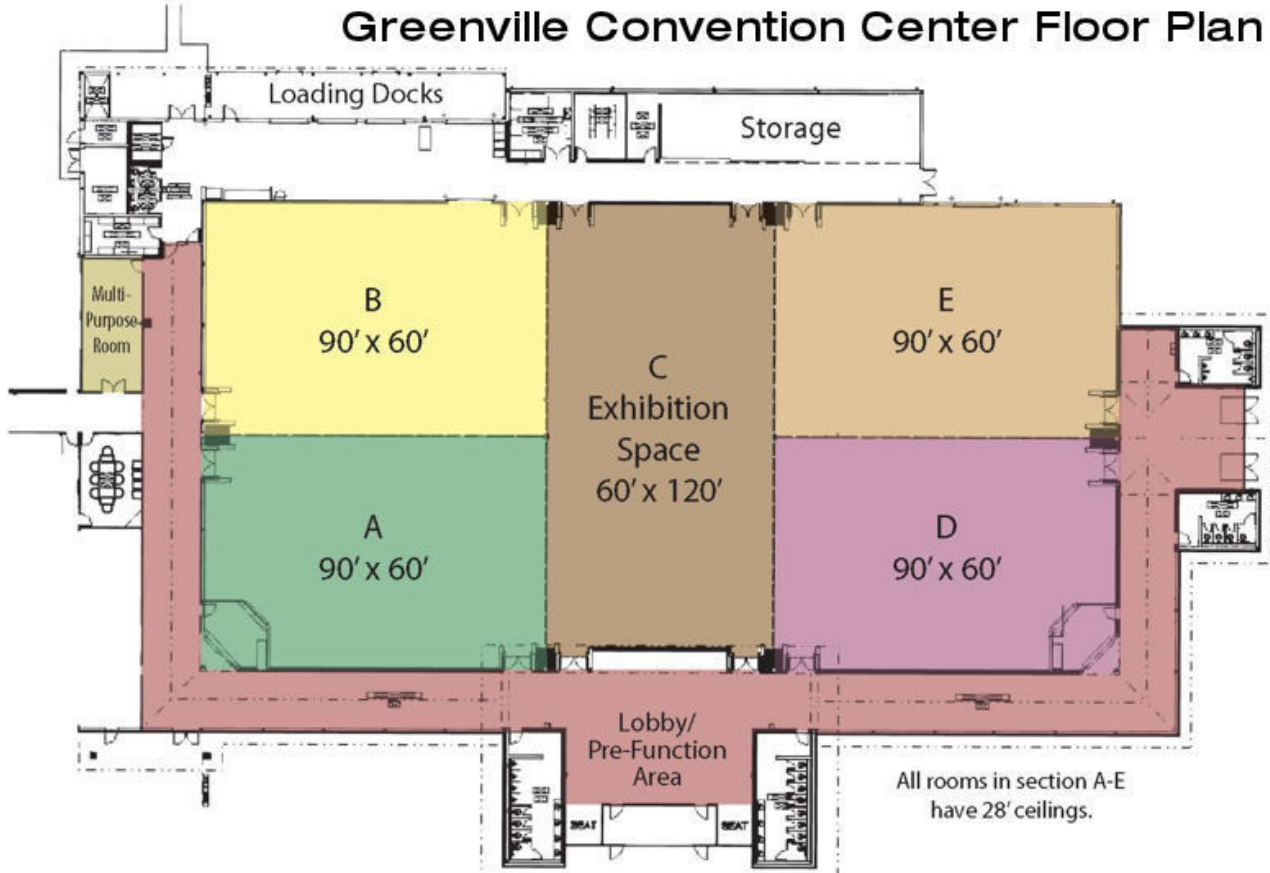 Greenville Convention Center Floor Plan
Loading Docks
Storage
B
90' x 60'
E
90' x 60'
Multi-
Purpose
Room
C
Exhibition
Space
60' x 120'
A
90' x 60'
D
90' x 60'
Lobby/
Pre-Function
Area
All rooms in section A-E
have 28' ceilings.
SEAT
SEAT